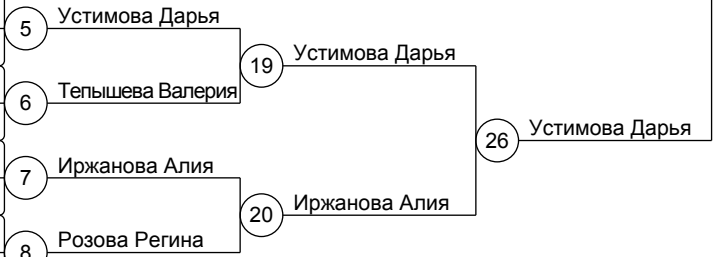 5 Устимова Дарья
19 Устимова Дарья
6 Тепышева Валерия
26 Устимова Дарья
7 Иржанова Алия
20 Иржанова Алия
8 Розова Регина